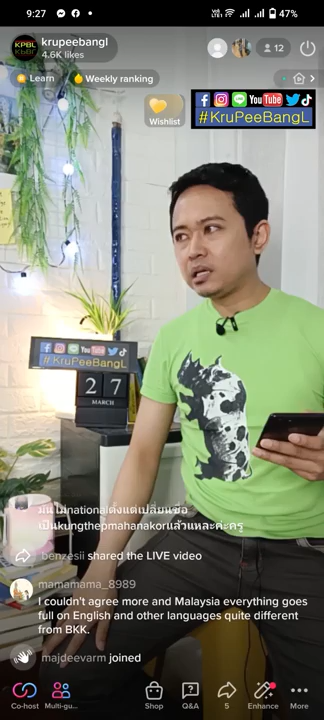 9:27
47%
KPBL
krupeebangl
4.6K likes
12
Learn
Weekly ranking
Wishlist
YouTube
#KruPeeBangL
YouTube
#KruPeeBangL
27
MARCH
มันไม่nationalตั้งแต่เปลี่ยนชื่อ
เป็นkungthepmahanakorแล้วแหละค่ะครู
benzesii shared the LIVE video
mamamama_8989
I couldn't agree more and Malaysia everything goes
full on English and other languages quite different
from BKK.
majdeevarm joined
Co-host
Multi-gu...
Shop
Q&A
5
Enhance
More